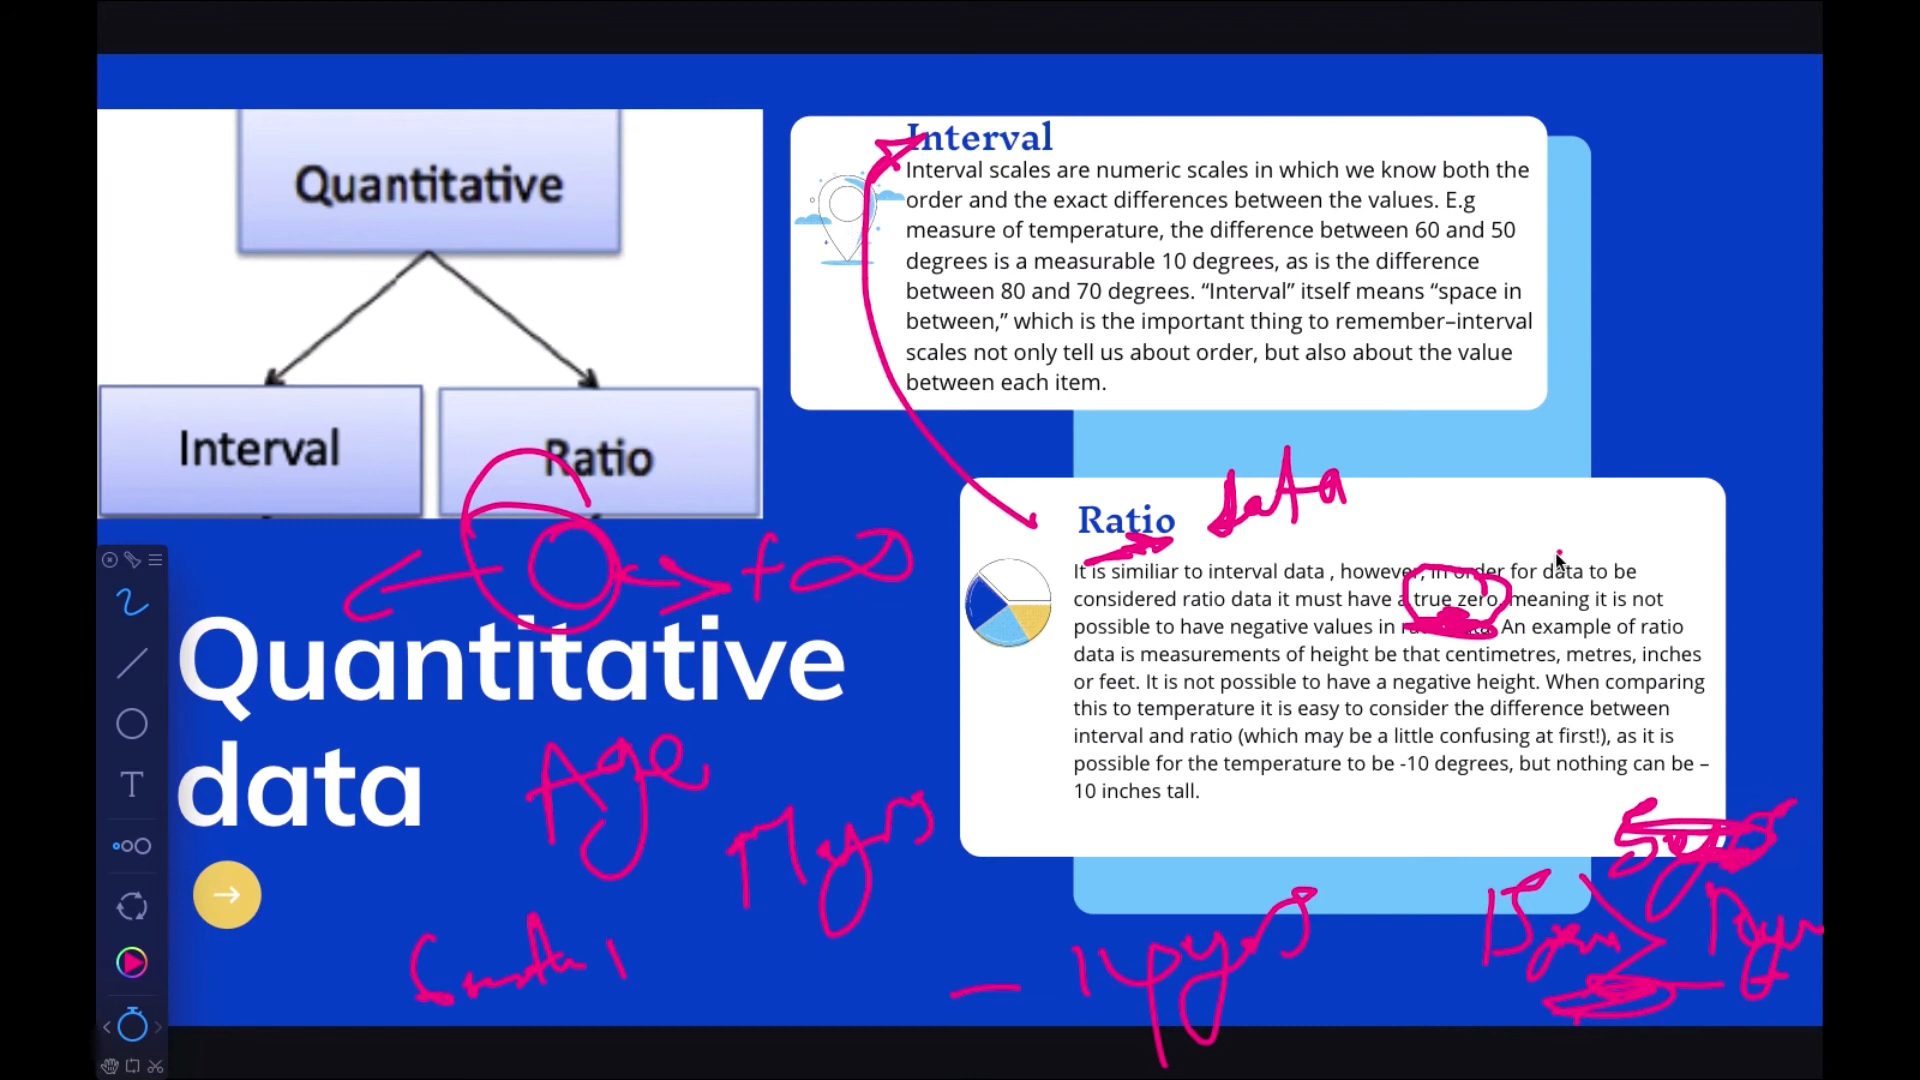 Quantitative
Interval
Ratio
Quantitative
data
Interval
Interval scales are numeric scales in which we know both the
order and the exact differences between the values. E.g
measure of temperature, the difference between 60 and 50
degrees is a measurable 10 degrees, as is the difference
between 80 and 70 degrees. “Interval” itself means “space in
between,” which is the important thing to remember–interval
scales not only tell us about order, but also about the value
between each item.
Ratio
data
It is similiar to interval data , however, in order for data to be
considered ratio data it must have a true zero, meaning it is not
possible to have negative values in An example of ratio
data is measurements of height be that centimetres, metres, inches
or feet. It is not possible to have a negative height. When comparing
this to temperature it is easy to consider the difference between
interval and ratio (which may be a little confusing at first!), as it is
possible for the temperature to be -10 degrees, but nothing can be –
10 inches tall.
+∞
Age
17yrs
T